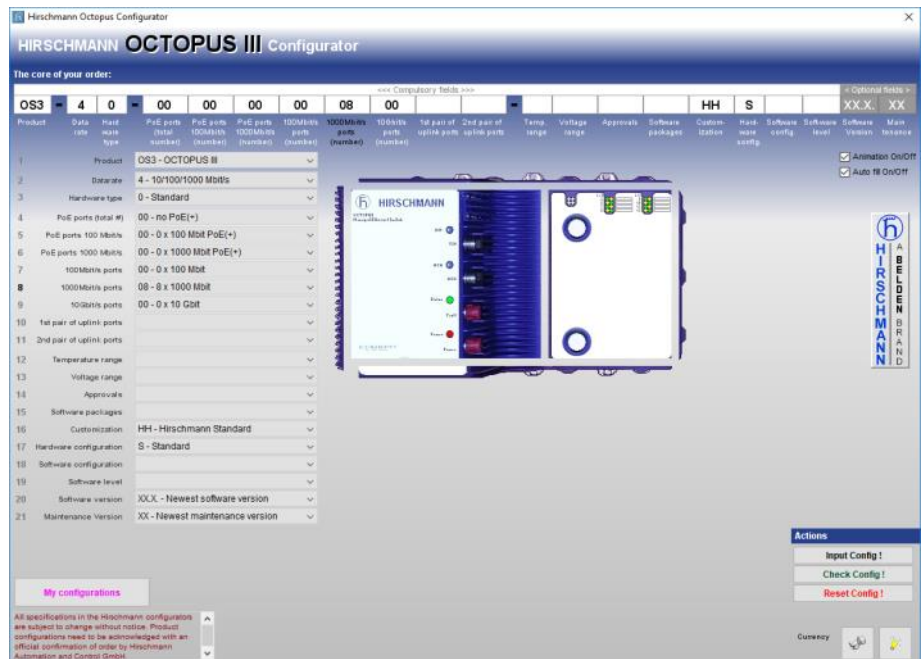 Hirschmann Octopus Configurator
HIRSCHMANN OCTOPUS III Configurator
The core of your order:
<<< Compulsory fields >>>
< Optional fields >
OS3 - 4 0 - 00 00 00 00 08 00 - HH S XX.X. XX
Product Data rate Hard ware type PoE ports (total number) PoE ports 100Mbit/s (number) PoE ports 1000Mbit/s (number) 100Mbit/s ports (number) 1000Mbit/s ports (number) 10Gbit/s ports (number) 1st pair of uplink ports 2nd pair of uplink ports Temp. range Voltage range Approvals Software packages Custom- ization Hard- ware config. Software config. Software level Software Version Main tenance
Animation On/Off
Auto fill On/Off
1 Product OS3 - OCTOPUS III
2 Datarate 4 - 10/100/1000 Mbit/s
3 Hardware type 0 - Standard
4 PoE ports (total #) 00 - no PoE(+)
5 PoE ports 100 Mbit/s 00 - 0 x 100 Mbit PoE(+)
6 PoE ports 1000 Mbit/s 00 - 0 x 1000 Mbit PoE(+)
7 100Mbit/s ports 00 - 0 x 100 Mbit
8 1000Mbit/s ports 08 - 8 x 1000 Mbit
9 10Gbit/s ports 00 - 0 x 10 Gbit
10 1st pair of uplink ports
11 2nd pair of uplink ports
12 Temperature range
13 Voltage range
14 Approvals
15 Software packages
16 Customization HH - Hirschmann Standard
17 Hardware configuration S - Standard
18 Software configuration
19 Software level
20 Software version XX.X. - Newest software version
21 Maintenance Version XX - Newest maintenance version
HIRSCHMANN
OCTOPUS
HIRSCHMANN
A BELDEN BRAND
Actions
Input Config !
Check Config !
Reset Config !
My configurations
All specifications in the Hirschmann configurators
are subject to change without notice. Product
configurations need to be acknowledged with an
official confirmation of order by Hirschmann
Automation and Control GmbH.
Currency